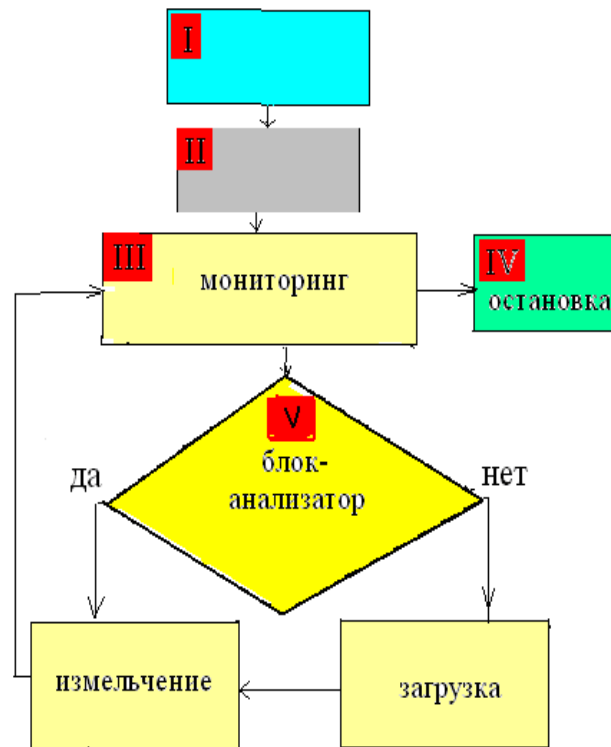 I
II
III
мониторинг
IV
остановка
V
блок-
анализатор
да
нет
измельчение
загрузка